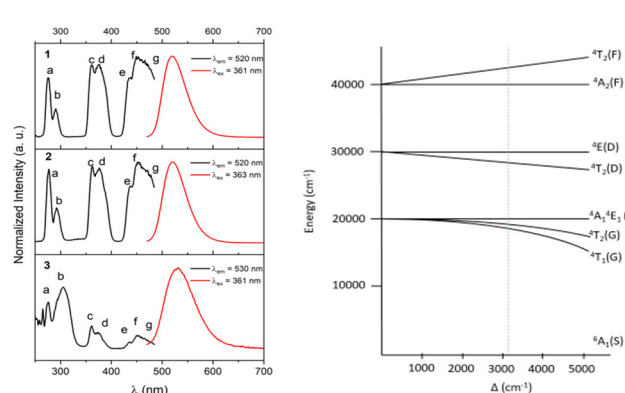 300 400 500 600 700
1
a
b
c d
e
f
g
λem = 520 nm
λex = 361 nm
2
a
b
c d
e
f
g
λem = 520 nm
λex = 363 nm
3
a
b
c
d
e
f
g
λem = 530 nm
λex = 361 nm
Normalized Intensity (a. u.)
300 400 500 600 700
λ (nm)
⁴T₂(F)
40000
⁴A₂(F)
30000
⁴E(D)
⁴T₂(D)
20000
⁴A₁⁴E₁ (
⁴T₂(G)
⁴T₁(G)
10000
⁶A₁(S)
Energy (cm⁻¹)
1000 2000 3000 4000 5000
Δ (cm⁻¹)